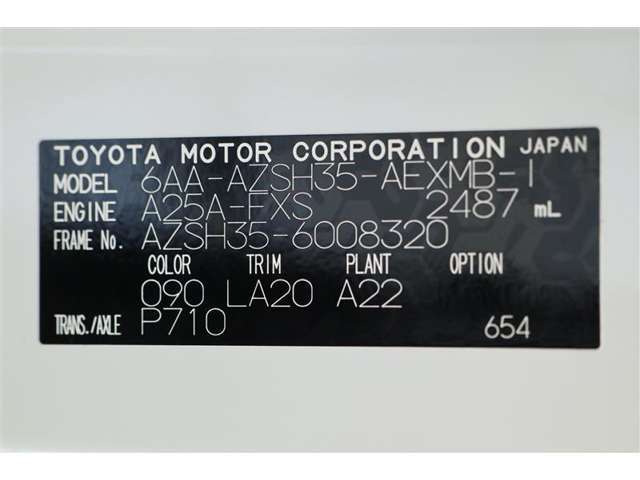 TOYOTA MOTOR CORPORATION JAPAN
MODEL 6AA-AZSH35-AEXMB-I
ENGINE A25A-FXS 2487 mL
FRAME No. AZSH35-6008320
COLOR TRIM PLANT OPTION
090 LA20 A22
TRANS./AXLE P710 654